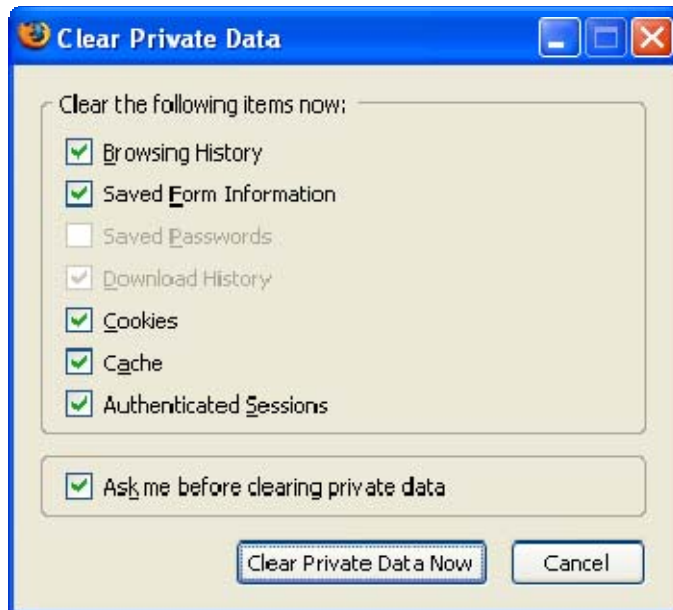 Clear Private Data
Clear the following items now:
Browsing History
Saved Form Information
Saved Passwords
Download History
Cookies
Cache
Authenticated Sessions
Ask me before clearing private data
Clear Private Data Now Cancel